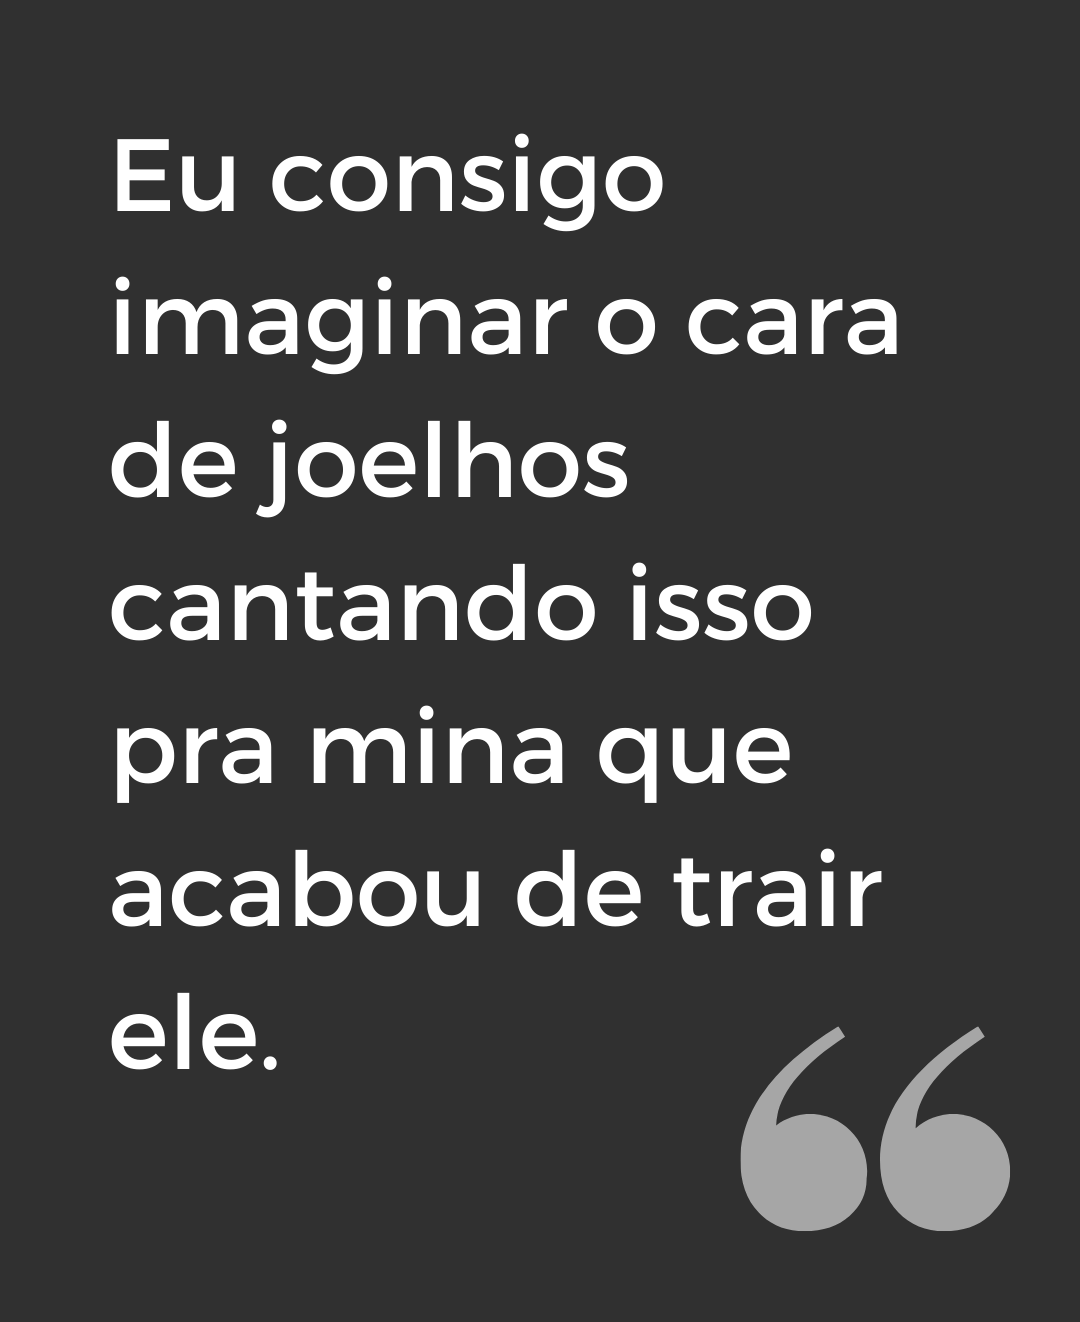 Eu consigo
imaginar o cara
de joelhos
cantando isso
pra mina que
acabou de trair
ele.
“